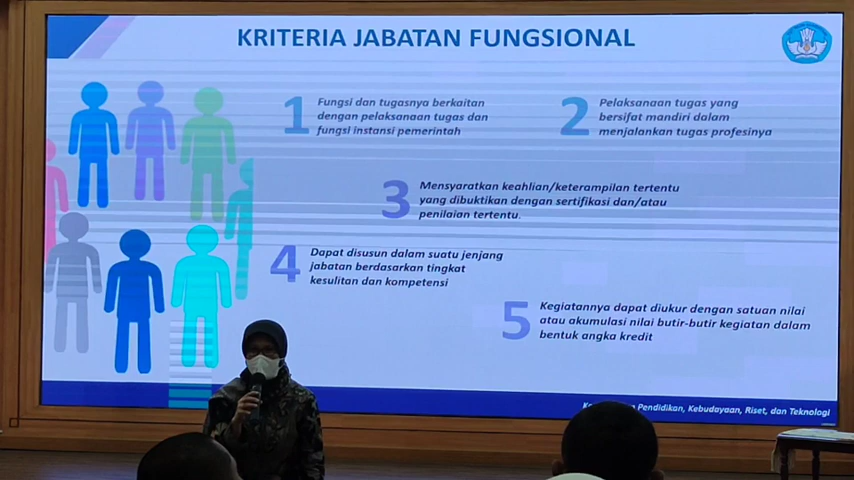 KRITERIA JABATAN FUNGSIONAL
1
Fungsi dan tugasnya berkaitan
dengan pelaksanaan tugas dan
fungsi instansi pemerintah
2
Pelaksanaan tugas yang
bersifat mandiri dalam
menjalankan tugas profesinya
3
Mensyaratkan keahlian/keterampilan tertentu
yang dibuktikan dengan sertifikasi dan/atau
penilaian tertentu.
4
Dapat disusun dalam suatu jenjang
jabatan berdasarkan tingkat
kesulitan dan kompetensi
5
Kegiatannya dapat diukur dengan satuan nilai
atau akumulasi nilai butir-butir kegiatan dalam
bentuk angka kredit
Pendidikan, Kebudayaan, Riset, dan Teknologi